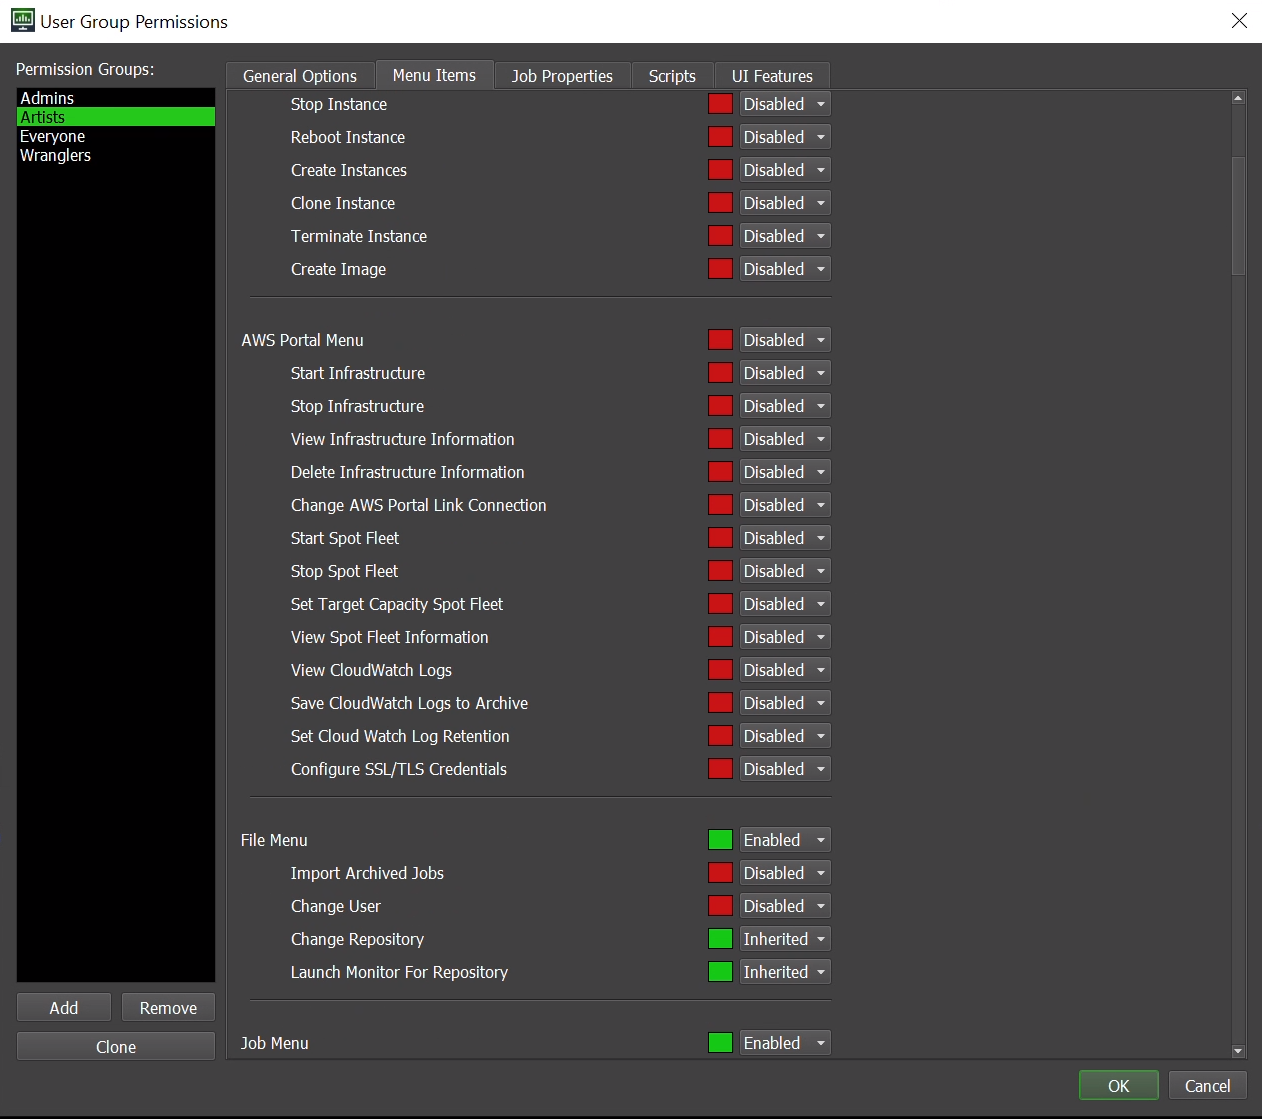 User Group Permissions
Permission Groups:
Admins
Artists
Everyone
Wranglers
Add Remove
Clone
General Options Menu Items Job Properties Scripts UI Features
Stop Instance Disabled
Reboot Instance Disabled
Create Instances Disabled
Clone Instance Disabled
Terminate Instance Disabled
Create Image Disabled
AWS Portal Menu Disabled
Start Infrastructure Disabled
Stop Infrastructure Disabled
View Infrastructure Information Disabled
Delete Infrastructure Information Disabled
Change AWS Portal Link Connection Disabled
Start Spot Fleet Disabled
Stop Spot Fleet Disabled
Set Target Capacity Spot Fleet Disabled
View Spot Fleet Information Disabled
View CloudWatch Logs Disabled
Save CloudWatch Logs to Archive Disabled
Set Cloud Watch Log Retention Disabled
Configure SSL/TLS Credentials Disabled
File Menu Enabled
Import Archived Jobs Disabled
Change User Disabled
Change Repository Inherited
Launch Monitor For Repository Inherited
Job Menu Enabled
OK Cancel